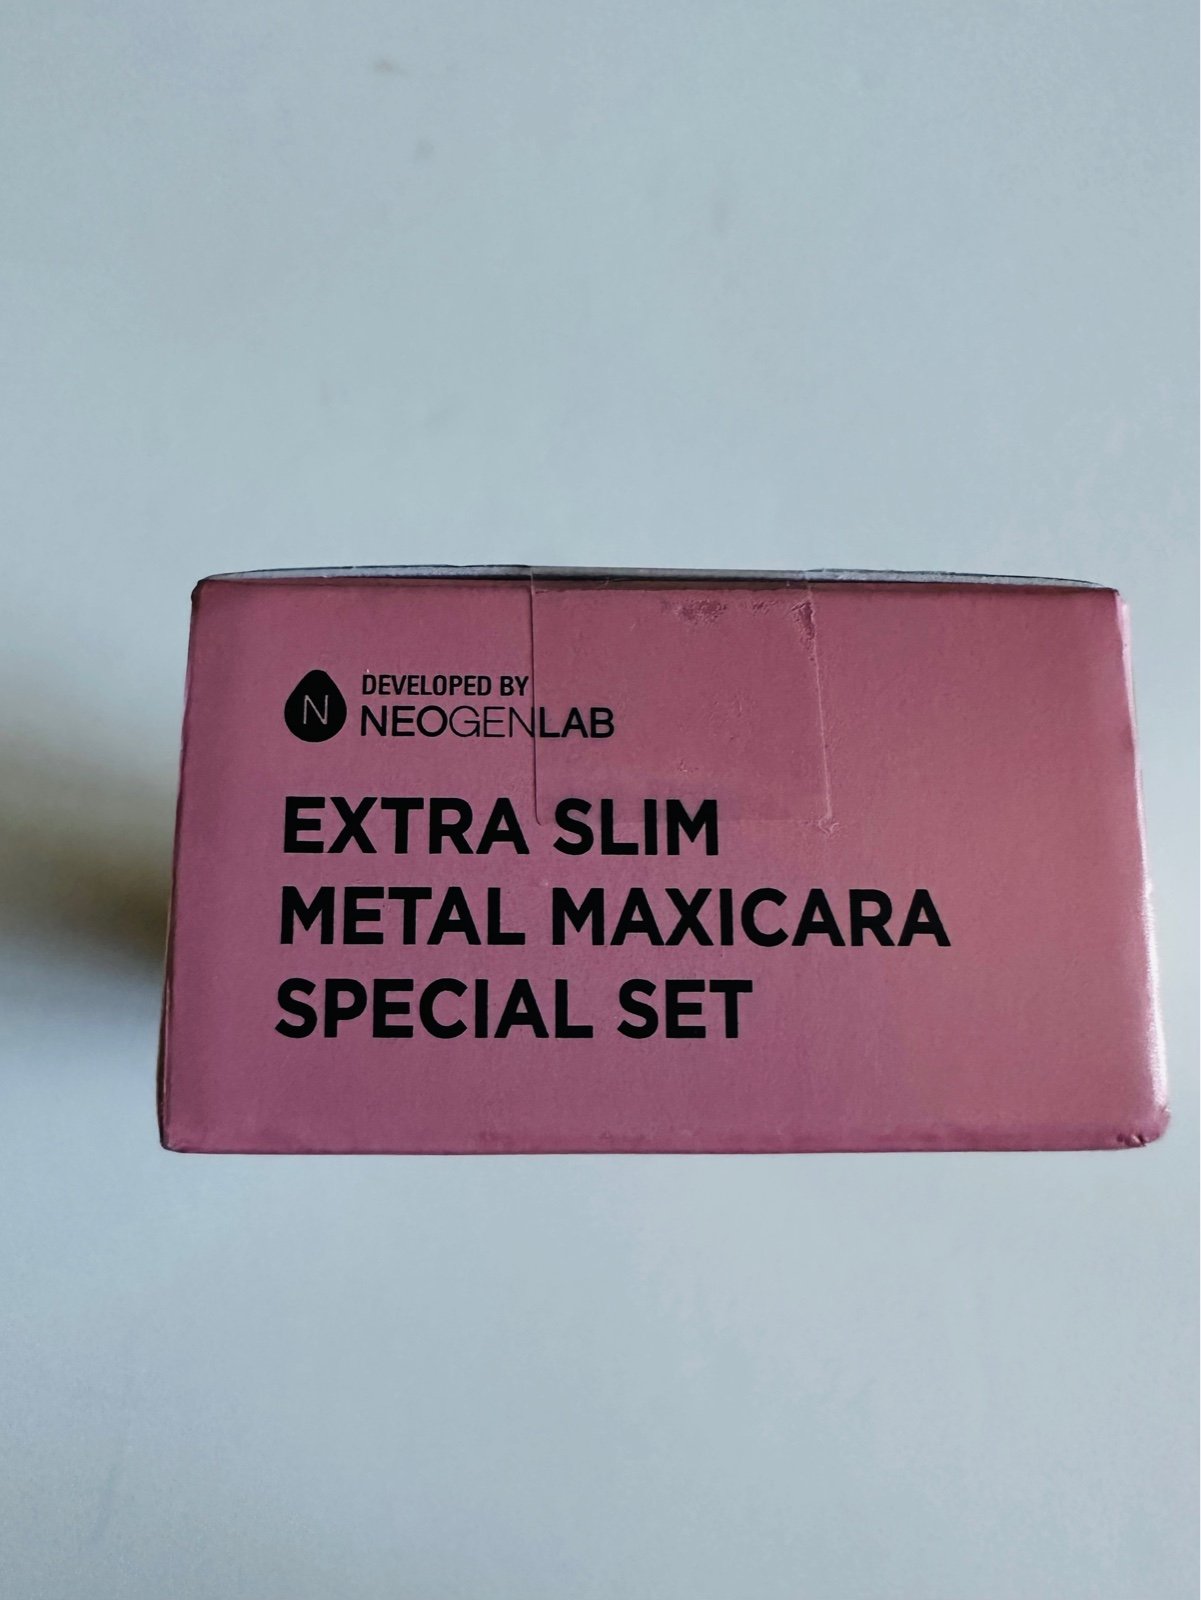 N
DEVELOPED BY
NEOGENLAB
EXTRA SLIM
METAL MAXICARA
SPECIAL SET